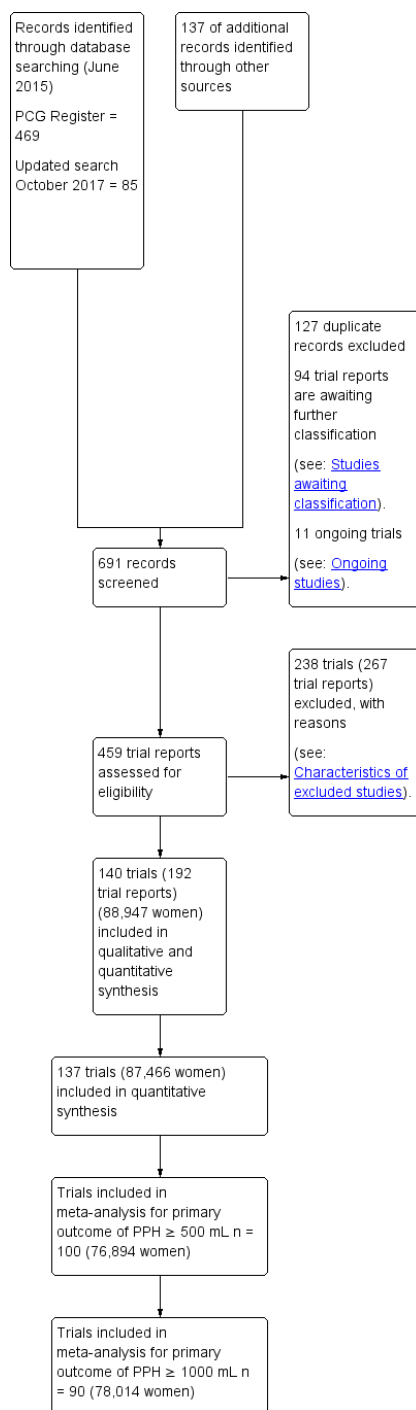 Records identified
through database
searching (June
2015)
PCG Register =
469
Updated search
October 2017 = 85
137 of additional
records identified
through other
sources
127 duplicate
records excluded
94 trial reports
are awaiting
further
classification
(see: Studies
awaiting
classification).
11 ongoing trials
(see: Ongoing
studies).
691 records
screened
238 trials (267
trial reports)
excluded, with
reasons
(see:
Characteristics of
excluded studies).
459 trial reports
assessed for
eligibility
140 trials (192
trial reports)
(88,947 women)
included in
qualitative and
quantitative
synthesis
137 trials (87,466 women)
included in quantitative
synthesis
Trials included in
meta-analysis for primary
outcome of PPH ≥ 500 mL n =
100 (76,894 women)
Trials included in
meta-analysis for primary
outcome of PPH ≥ 1000 mL n
= 90 (78,014 women)